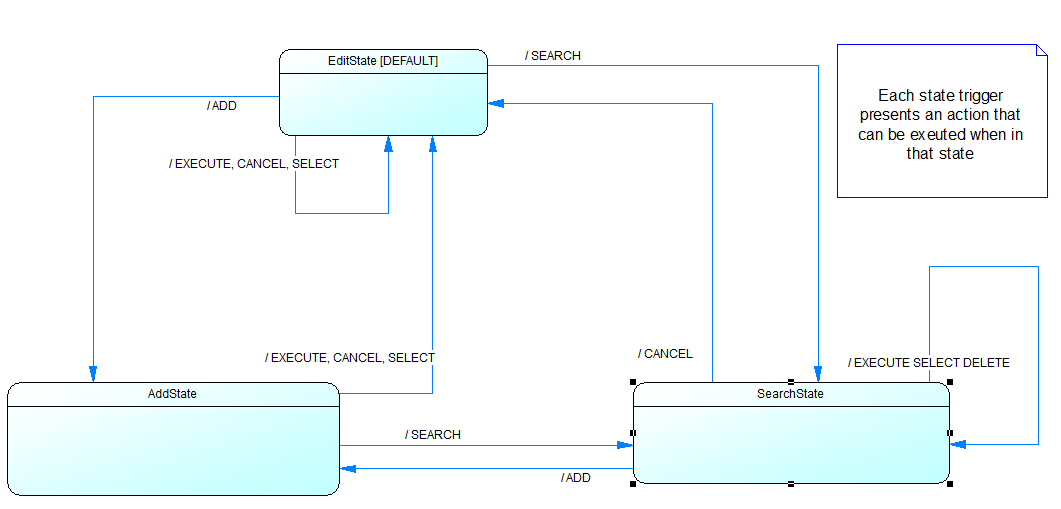 EditState [DEFAULT]
/ SEARCH
/ ADD
Each state trigger
presents an action that
can be exeuted when in
that state
/ EXECUTE, CANCEL, SELECT
/ EXECUTE, CANCEL, SELECT
/ CANCEL
/ EXECUTE SELECT DELETE
AddState
SearchState
/ SEARCH
/ ADD